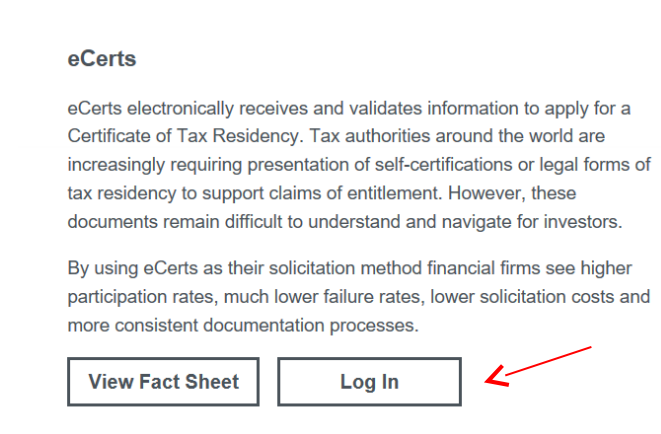 eCerts
eCerts electronically receives and validates information to apply for a
Certificate of Tax Residency. Tax authorities around the world are
increasingly requiring presentation of self-certifications or legal forms of
tax residency to support claims of entitlement. However, these
documents remain difficult to understand and navigate for investors.
By using eCerts as their solicitation method financial firms see higher
participation rates, much lower failure rates, lower solicitation costs and
more consistent documentation processes.
View Fact Sheet Log In